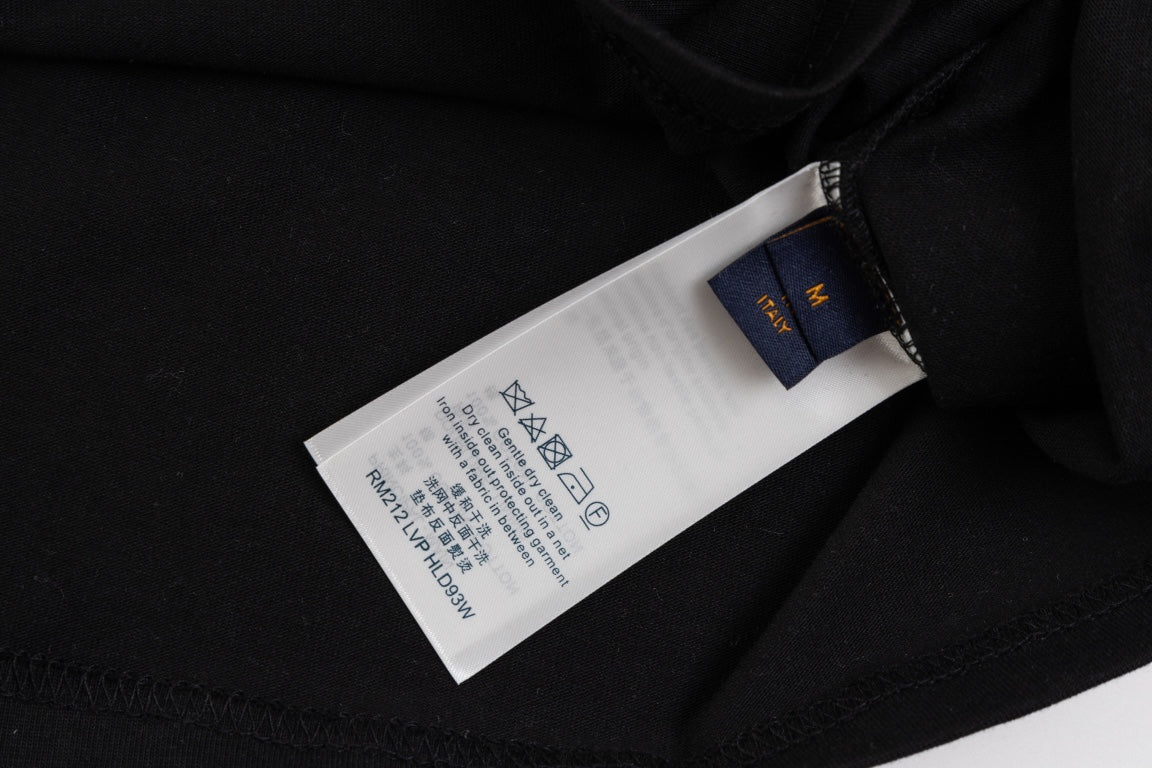 M
ITALY
Gentle dry clean
Dry clean inside out in a net
Iron inside out protecting garment
with a fabric in between
缓和干洗
洗网中反面干洗
垫布反面熨烫
RM212 LVP HLD93W